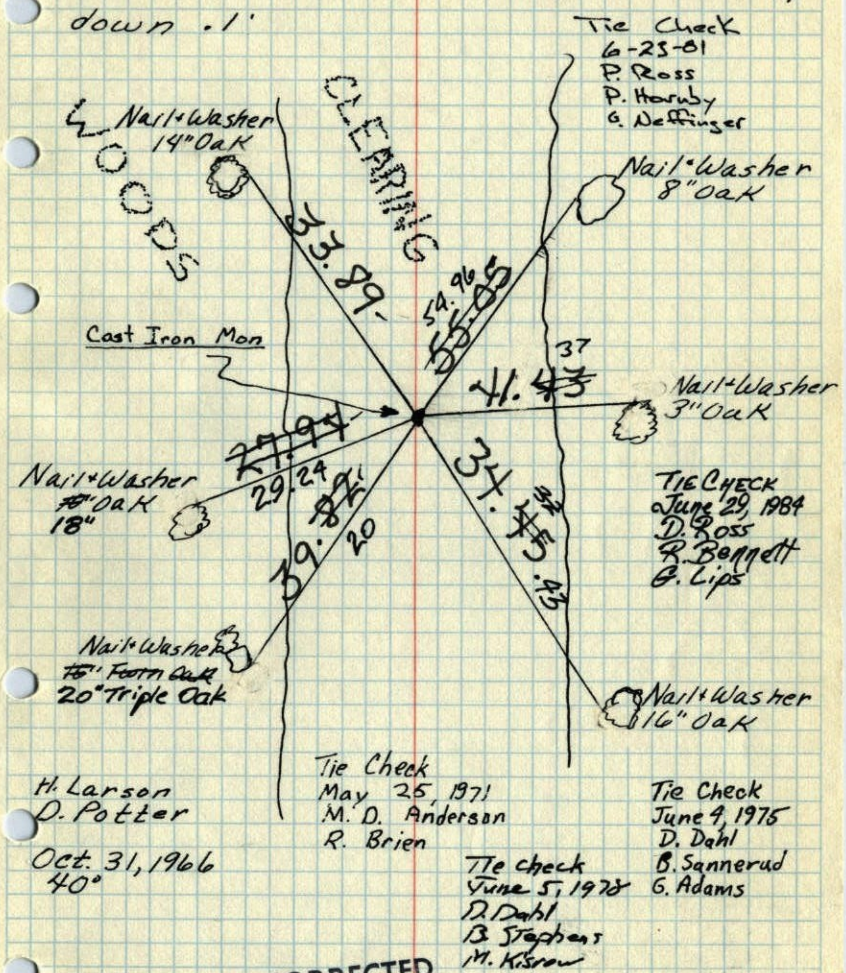 down .1'
Tie Check
6-23-81
P. Ross
P. Hornby
G. Neffinger
WOODS
CLEARING
Nail+Washer
14" Oak
Nail+Washer
8" Oak
33.89
54.96
55.05
Cast Iron Mon
37
41.43
Nail+Washer
3" Oak
27.94
29.24
Nail+Washer
" Oak
18"
39.82'
20
34.45
32
.43
TIE CHECK
June 29, 1984
D. Ross
R. Bennett
G. Lips
Nail+Washer
Oak
20" Triple Oak
Nail+Washer
16" Oak
H. Larson
D. Potter
Oct. 31, 1966
40°
Tie Check
May 25, 1971
M. D. Anderson
R. Brien
Tie Check
June 4, 1975
D. Dahl
B. Sannerud
G. Adams
Tie check
June 5, 1978
D. Dahl
B. Stephens
M. Kisrow